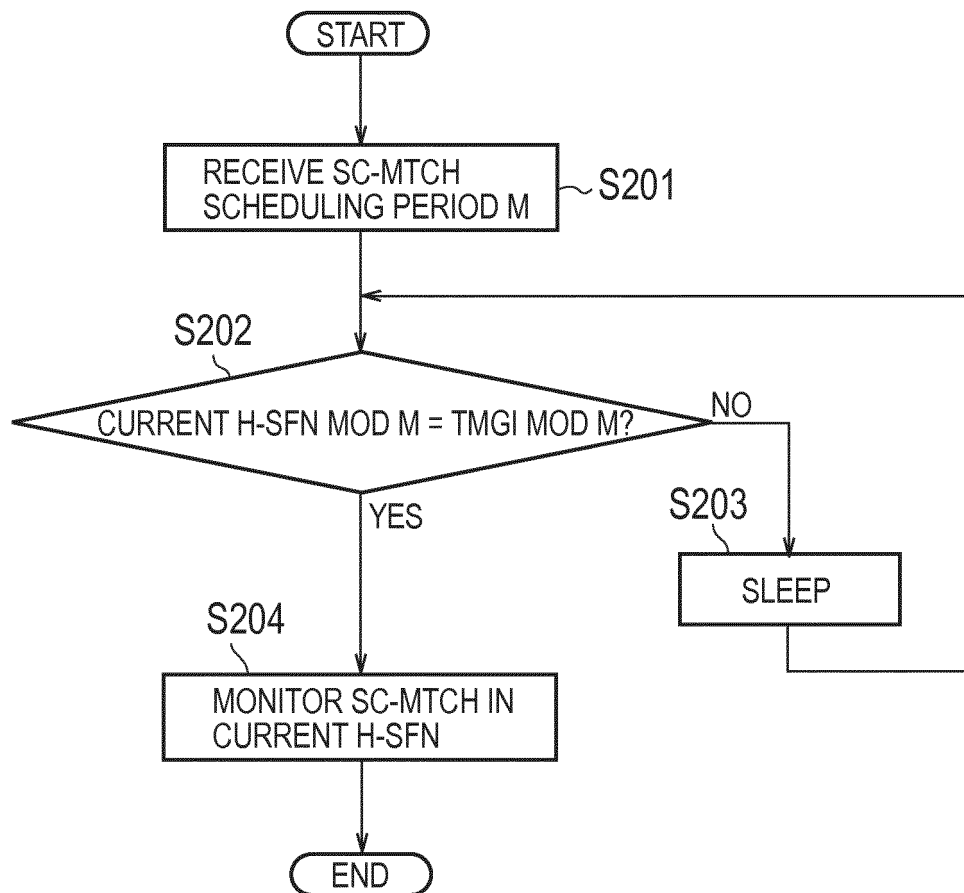 START
RECEIVE SC-MTCH
SCHEDULING PERIOD M
S201
S202
CURRENT H-SFN MOD M = TMGI MOD M?
NO
YES
S203
SLEEP
S204
MONITOR SC-MTCH IN
CURRENT H-SFN
END